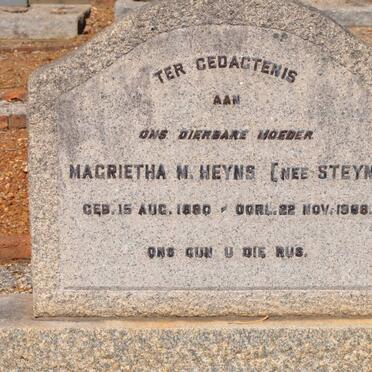 TER GEDAGTENIS
AAN
ONS DIERBARE MOEDER
MAGRIETHA M. HEYNS [NEE STEYN
GEB. 15 AUG. 1880 - OORL. 22 NOV. 1968.
ONS GUN U DIE RUS.